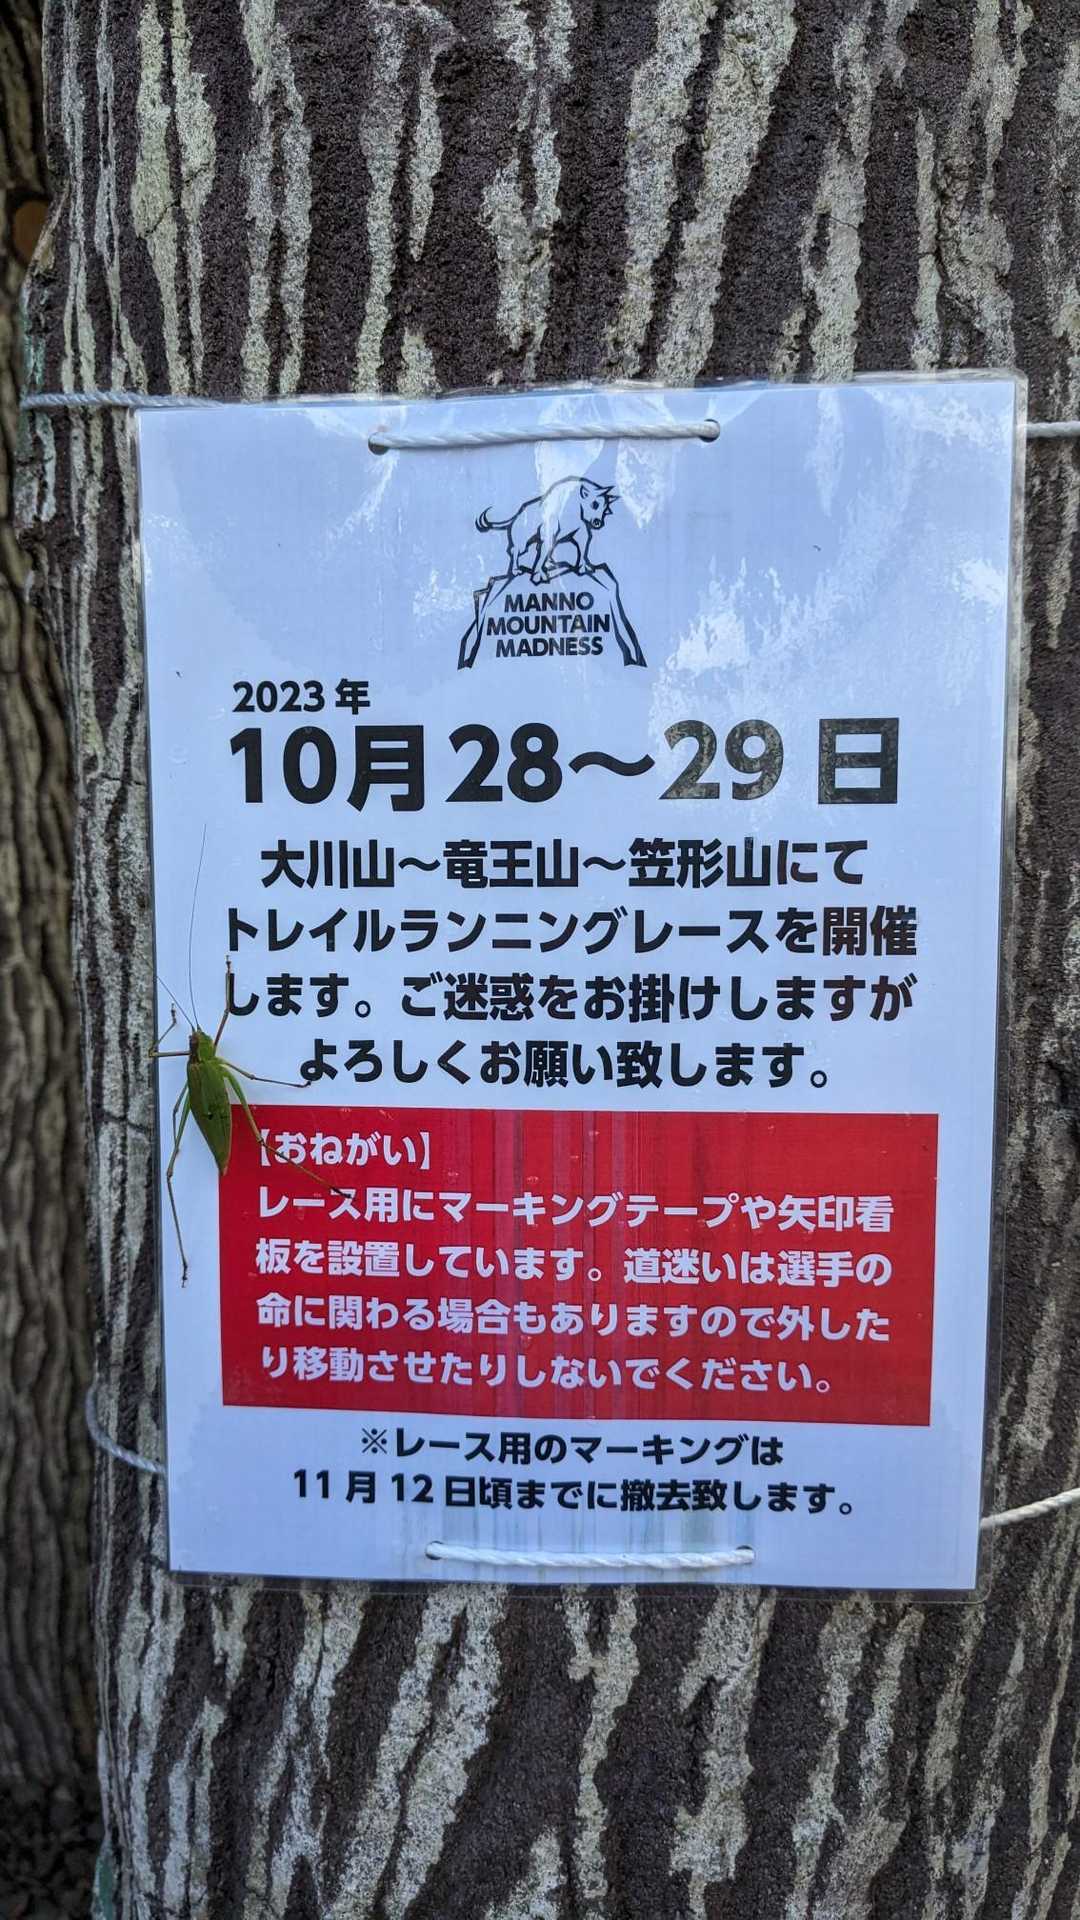 MANNO
MOUNTAIN
MADNESS
2023年
10月28～29日
大川山～竜王山～笠形山にて
トレイルランニングレースを開催
します。ご迷惑をお掛けしますが
よろしくお願い致します。
【おねがい】
レース用にマーキングテープや矢印看
板を設置しています。道迷いは選手の
命に関わる場合もありますので外した
り移動させたりしないでください。
※レース用のマーキングは
11月12日頃までに撤去致します。